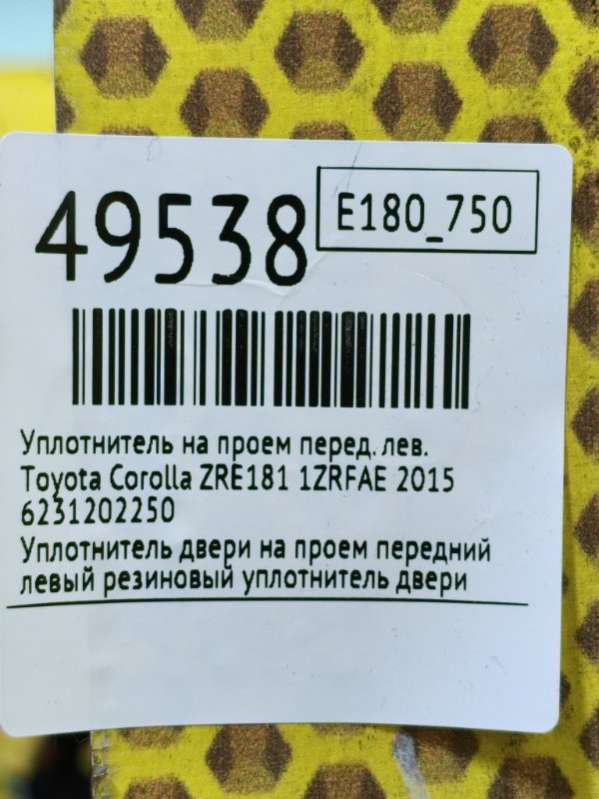 49538
E180_750
Уплотнитель на проем перед. лев.
Toyota Corolla ZRE181 1ZRFAE 2015
6231202250
Уплотнитель двери на проем передний
левый резиновый уплотнитель двери